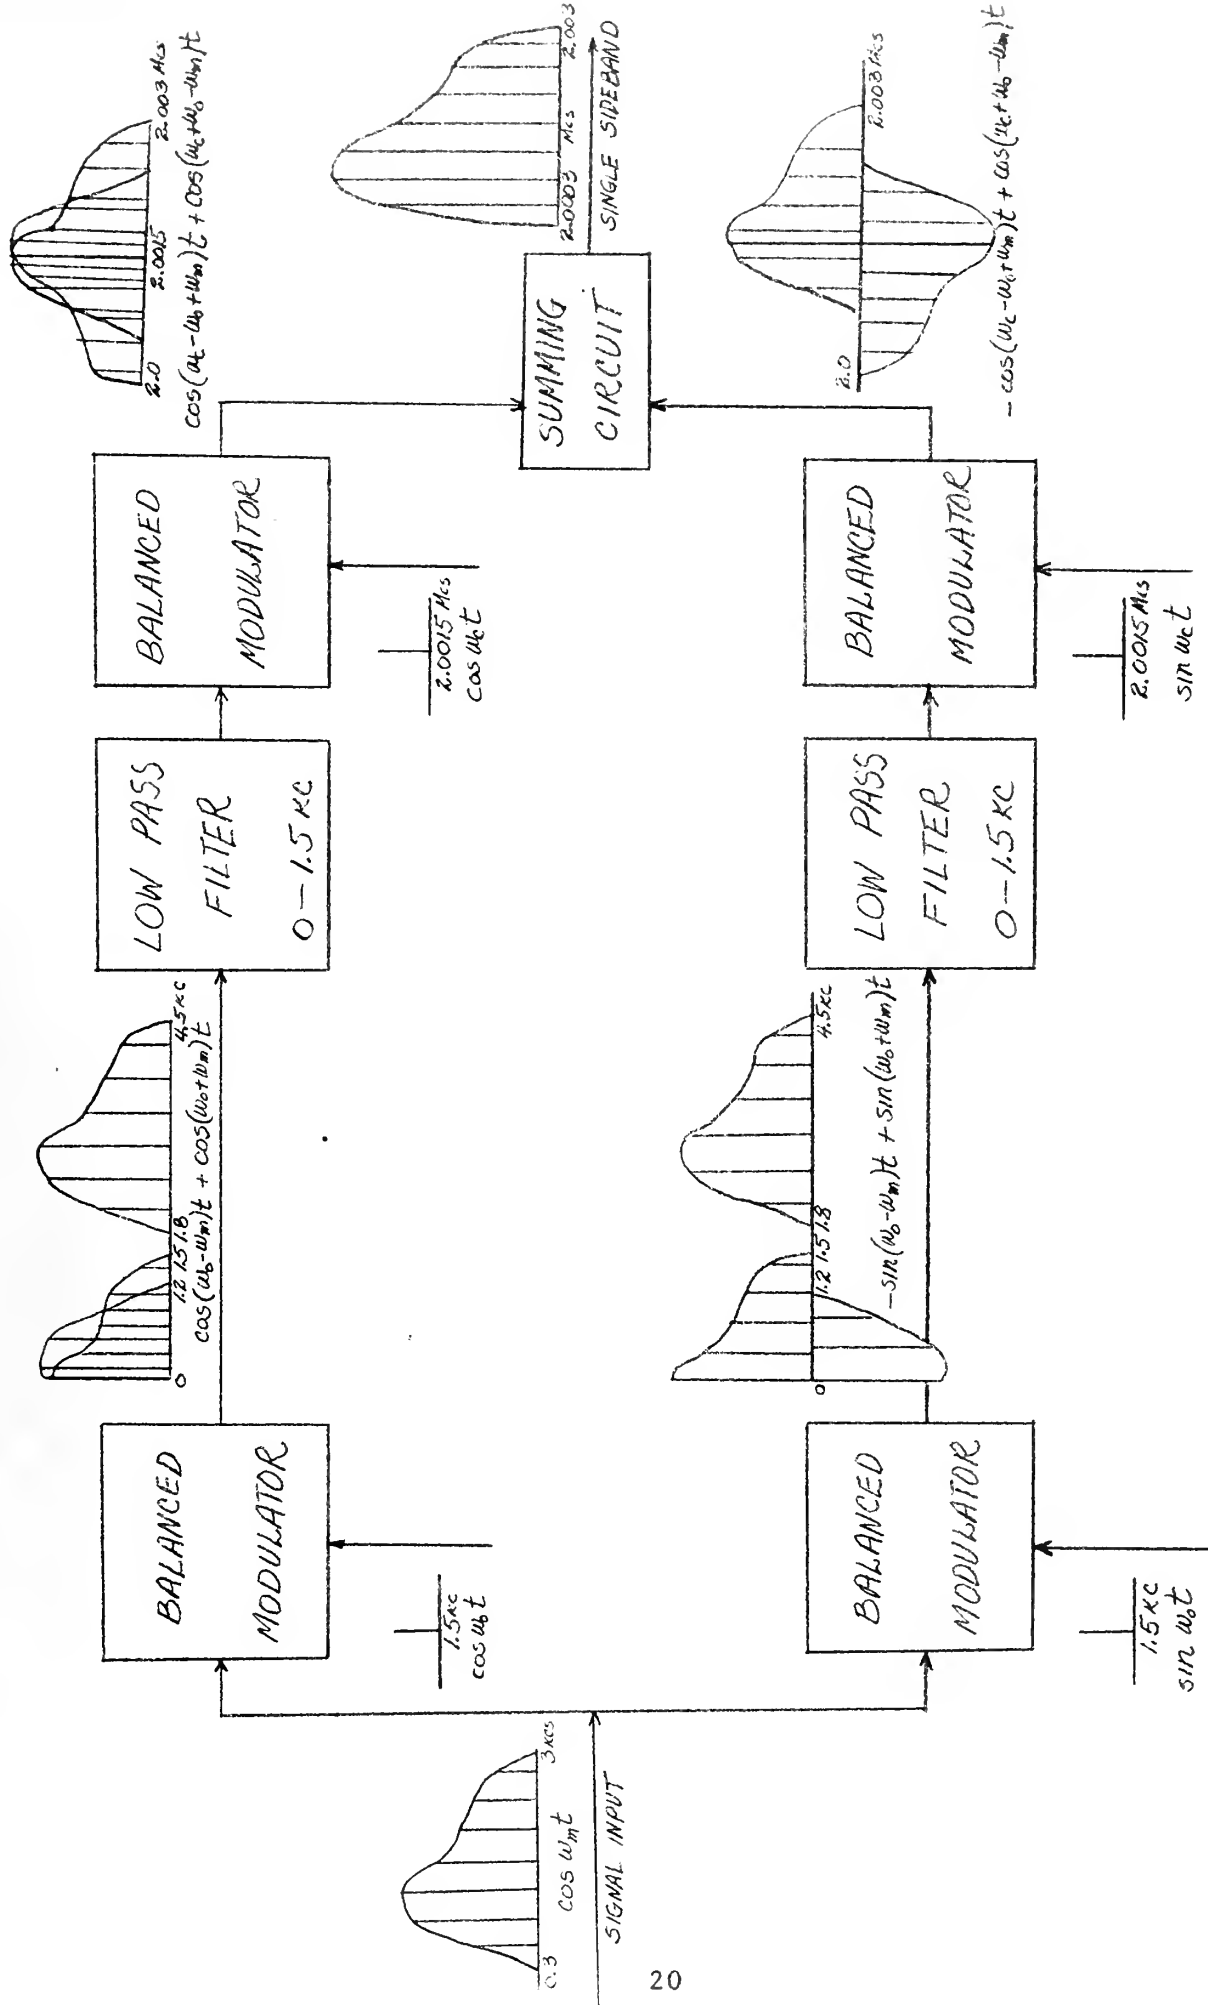 0.3
3 KCS
cos ωmt
SIGNAL INPUT
BALANCED
MODULATOR
1.5 KC
cos ω₀t
0
1.2 1.5 1.8
4.5 KC
cos(ω₀-ωm)t + cos(ω₀+ωm)t
LOW PASS
FILTER
0-1.5 KC
BALANCED
MODULATOR
2.0015 Mcs
cos ωct
2.0
2.0015
2.003 Mcs
cos(ωc-ω₀+ωm)t + cos(ωc+ω₀-ωm)t
BALANCED
MODULATOR
1.5 KC
sin ω₀t
0
1.2 1.5 1.8
4.5 KC
-sin(ω₀-ωm)t + sin(ω₀+ωm)t
LOW PASS
FILTER
0-1.5 KC
BALANCED
MODULATOR
2.0015 Mcs
sin ωct
2.0
2.003 Mcs
-cos(ωc-ω₀+ωm)t + cos(ωc+ω₀-ωm)t
SUMMING
CIRCUIT
2.0003
Mcs
2.003
SINGLE SIDEBAND
20